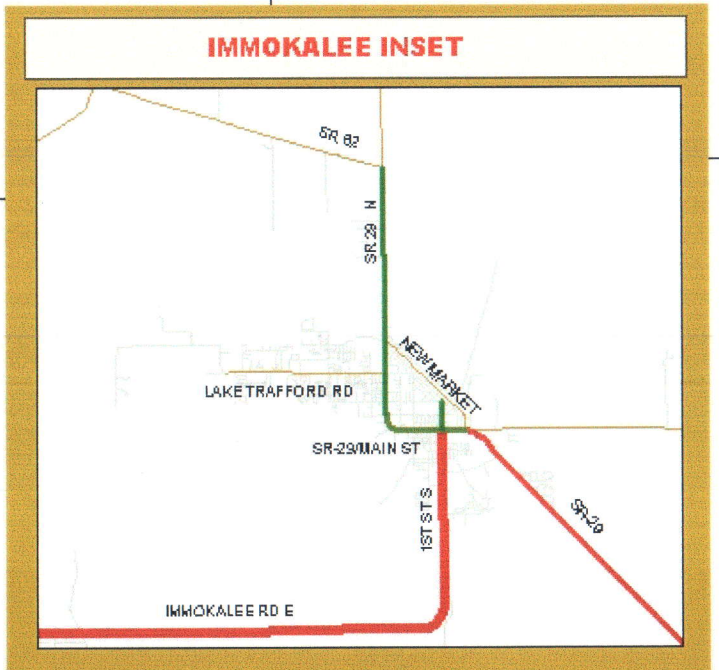 IMMOKALEE INSET
SR 82
SR 29 N
NEW MARKET
LAKE TRAFFORD RD
SR-29/MAIN ST
1ST ST S
SR-29
IMMOKALEE RD E